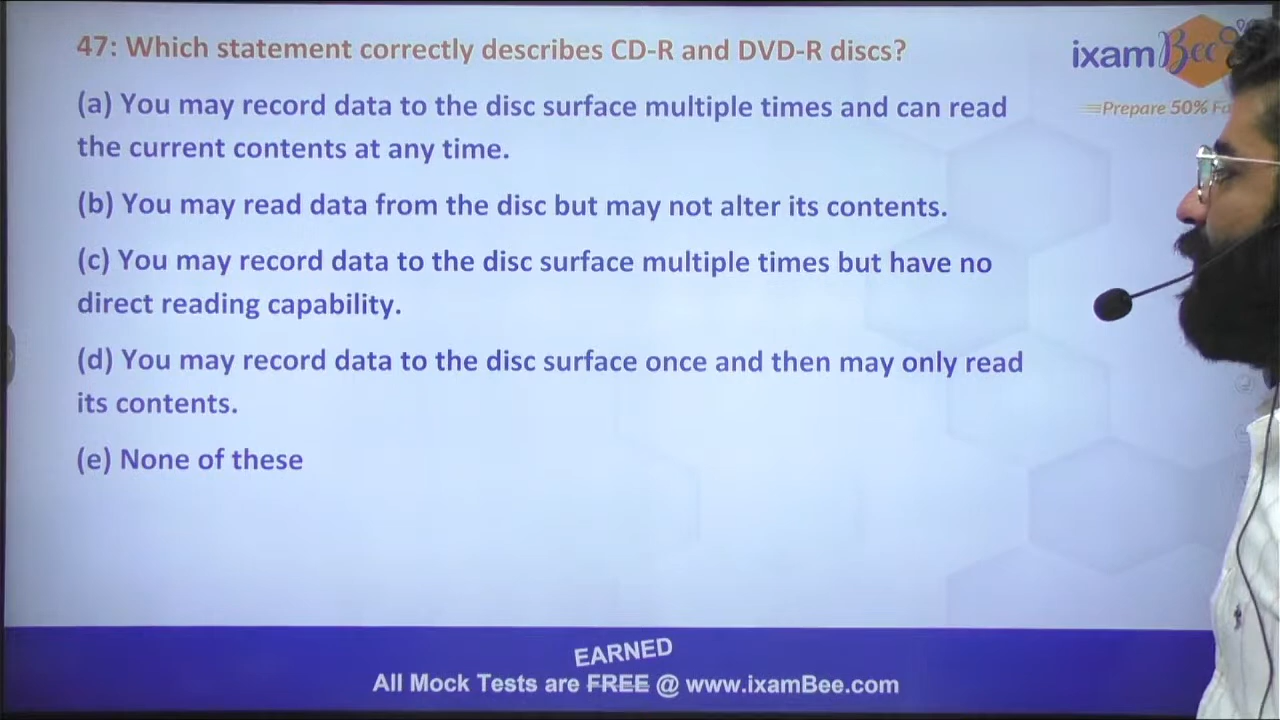 47: Which statement correctly describes CD-R and DVD-R discs?
(a) You may record data to the disc surface multiple times and can read
the current contents at any time.
(b) You may read data from the disc but may not alter its contents.
(c) You may record data to the disc surface multiple times but have no
direct reading capability.
(d) You may record data to the disc surface once and then may only read
its contents.
(e) None of these
ixamBee
Prepare 50%
EARNED
All Mock Tests are FREE @ www.ixamBee.com